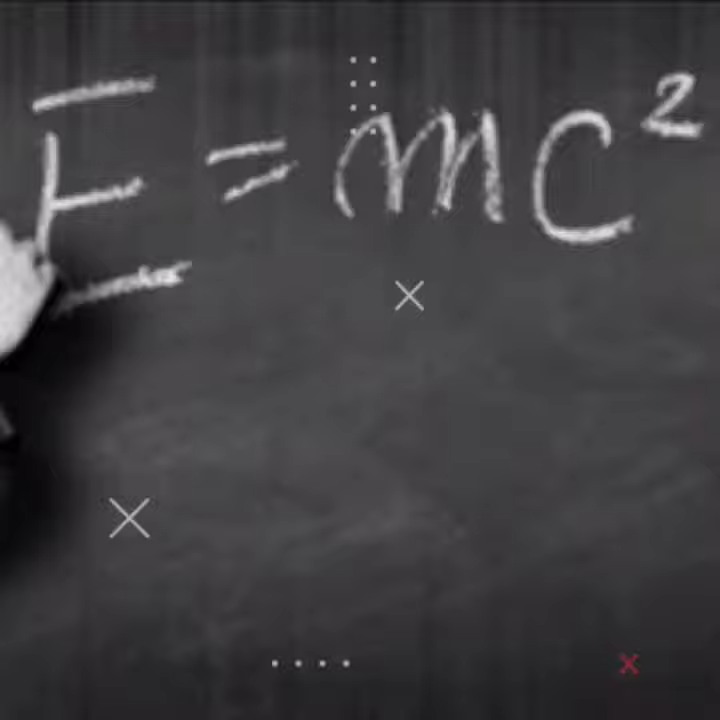 E = mc²